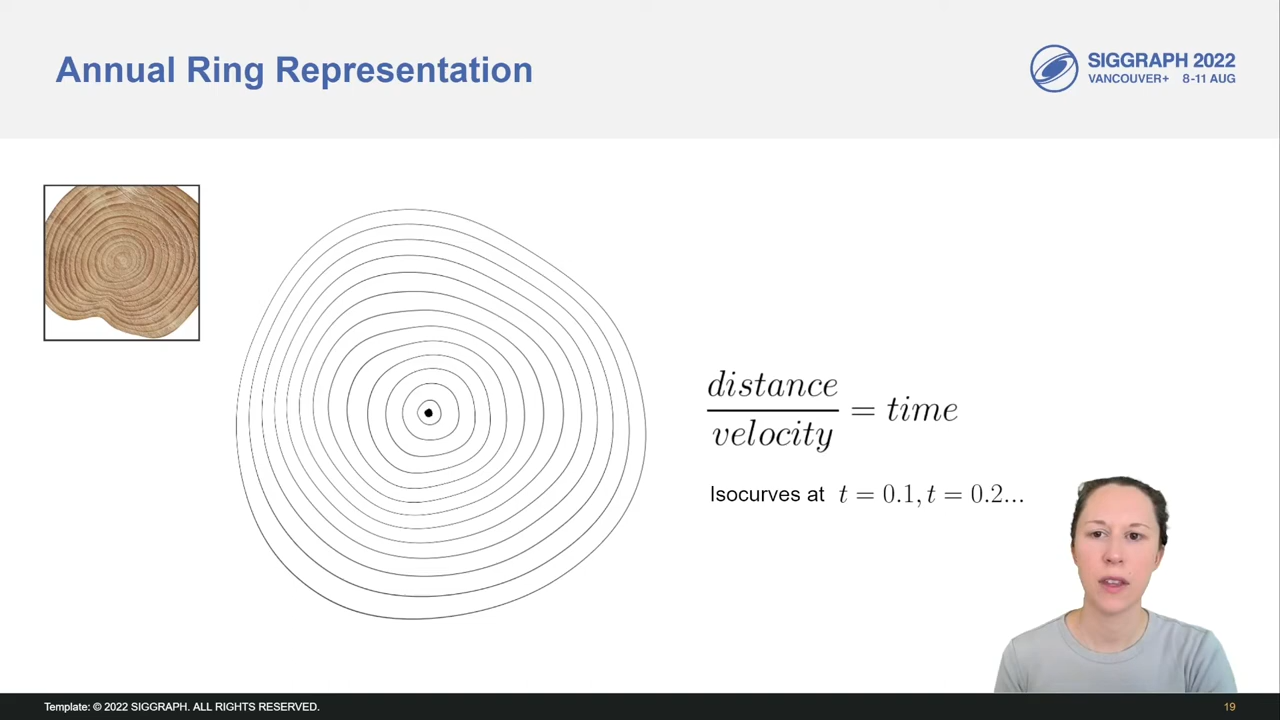 Annual Ring Representation
SIGGRAPH 2022
VANCOUVER+ 8-11 AUG
distance
velocity
= time
Isocurves at t = 0.1, t = 0.2...
Template: © 2022 SIGGRAPH. ALL RIGHTS RESERVED.
19